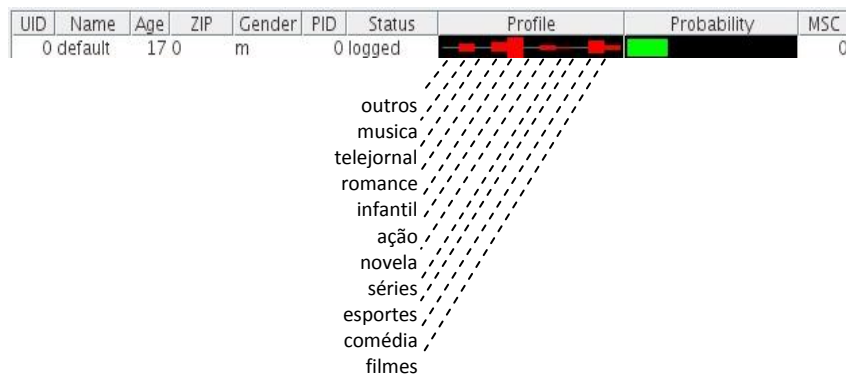 UID Name Age ZIP Gender PID Status Profile Probability MSC
0 default 17 0 m 0 logged 0
outros
musica
telejornal
romance
infantil
ação
novela
séries
esportes
comédia
filmes